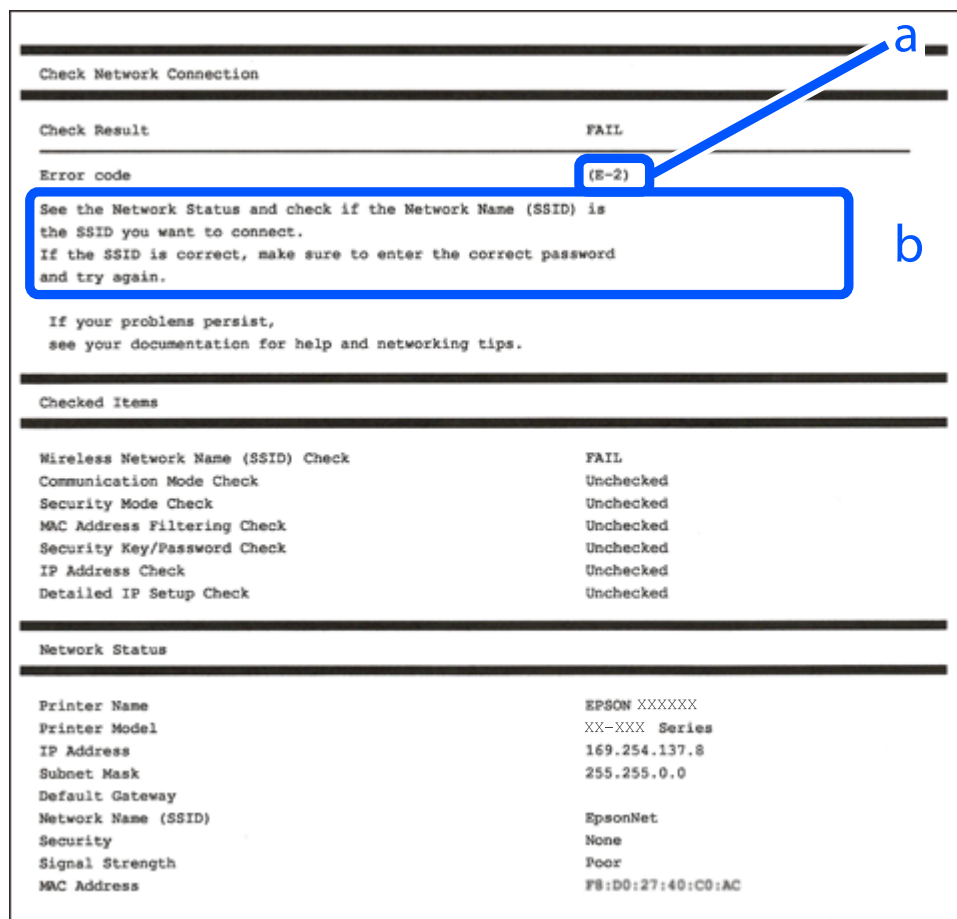 a
Check Network Connection
Check Result FAIL
Error code (E-2)
See the Network Status and check if the Network Name (SSID) is
the SSID you want to connect.
If the SSID is correct, make sure to enter the correct password
and try again.
b
If your problems persist,
see your documentation for help and networking tips.
Checked Items
Wireless Network Name (SSID) Check FAIL
Communication Mode Check Unchecked
Security Mode Check Unchecked
MAC Address Filtering Check Unchecked
Security Key/Password Check Unchecked
IP Address Check Unchecked
Detailed IP Setup Check Unchecked
Network Status
Printer Name EPSON XXXXXX
Printer Model XX-XXX Series
IP Address 169.254.137.8
Subnet Mask 255.255.0.0
Default Gateway
Network Name (SSID) EpsonNet
Security None
Signal Strength Poor
MAC Address F8:D0:27:40:C0:AC